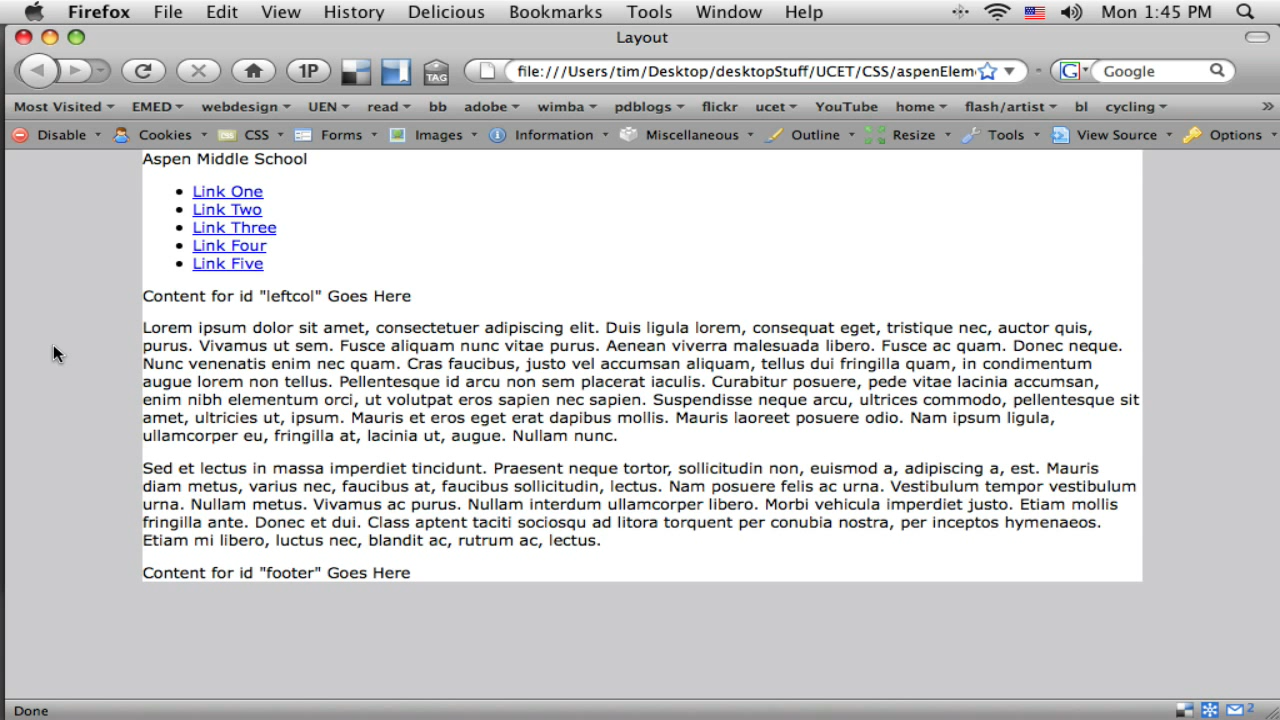 Firefox File Edit View History Delicious Bookmarks Tools Window Help Mon 1:45 PM
Layout
1P TAG file:///Users/tim/Desktop/desktopStuff/UCET/CSS/aspenElem G Google
Most Visited EMED webdesign UEN read bb adobe wimba pdblogs flickr ucet YouTube home flash/artist bl cycling »
Disable Cookies CSS Forms Images Information Miscellaneous Outline Resize Tools View Source Options
Aspen Middle School
• Link One
• Link Two
• Link Three
• Link Four
• Link Five
Content for id "leftcol" Goes Here
Lorem ipsum dolor sit amet, consectetuer adipiscing elit. Duis ligula lorem, consequat eget, tristique nec, auctor quis,
purus. Vivamus ut sem. Fusce aliquam nunc vitae purus. Aenean viverra malesuada libero. Fusce ac quam. Donec neque.
Nunc venenatis enim nec quam. Cras faucibus, justo vel accumsan aliquam, tellus dui fringilla quam, in condimentum
augue lorem non tellus. Pellentesque id arcu non sem placerat iaculis. Curabitur posuere, pede vitae lacinia accumsan,
enim nibh elementum orci, ut volutpat eros sapien nec sapien. Suspendisse neque arcu, ultrices commodo, pellentesque sit
amet, ultricies ut, ipsum. Mauris et eros eget erat dapibus mollis. Mauris laoreet posuere odio. Nam ipsum ligula,
ullamcorper eu, fringilla at, lacinia ut, augue. Nullam nunc.
Sed et lectus in massa imperdiet tincidunt. Praesent neque tortor, sollicitudin non, euismod a, adipiscing a, est. Mauris
diam metus, varius nec, faucibus at, faucibus sollicitudin, lectus. Nam posuere felis ac urna. Vestibulum tempor vestibulum
urna. Nullam metus. Vivamus ac purus. Nullam interdum ullamcorper libero. Morbi vehicula imperdiet justo. Etiam mollis
fringilla ante. Donec et dui. Class aptent taciti sociosqu ad litora torquent per conubia nostra, per inceptos hymenaeos.
Etiam mi libero, luctus nec, blandit ac, rutrum ac, lectus.
Content for id "footer" Goes Here
Done 2